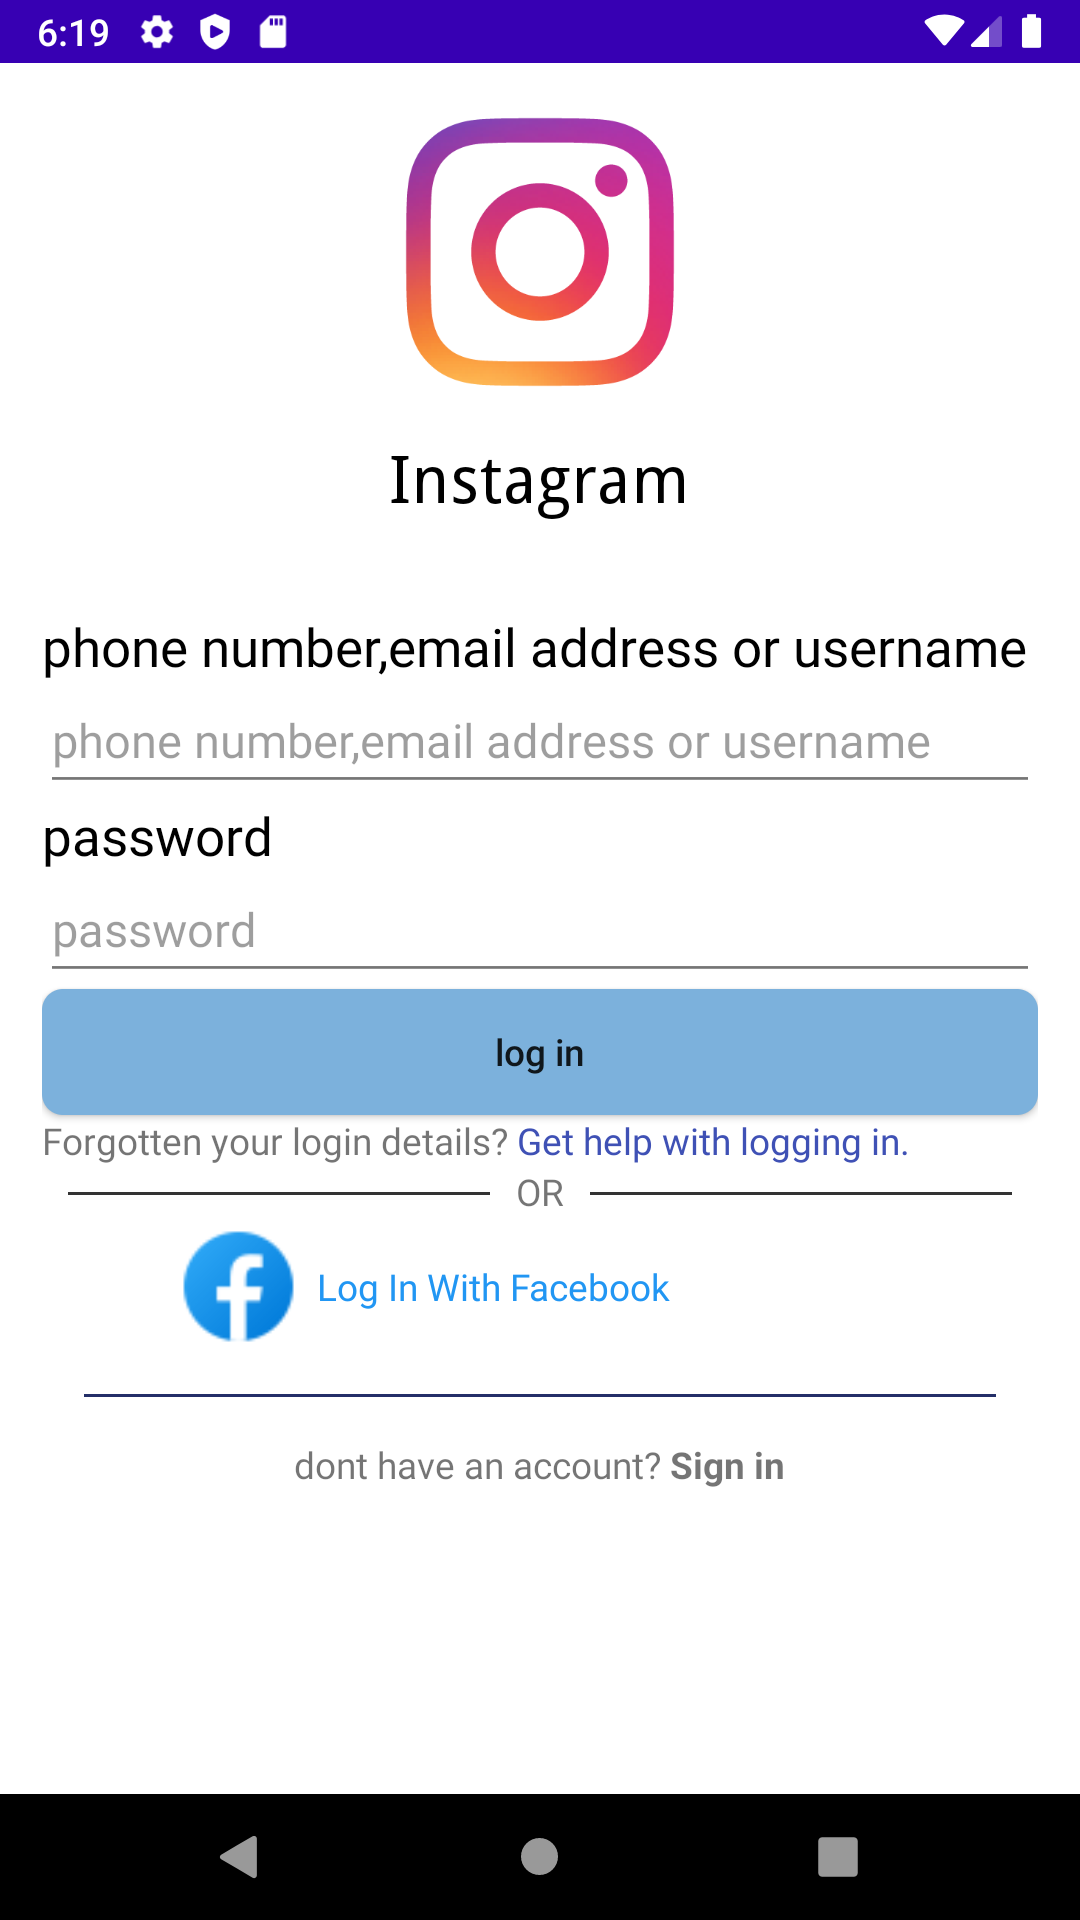 6:19
Instagram
phone number,email address or username
phone number,email address or username
password
password
log in
Forgotten your login details? Get help with logging in.
OR
Log In With Facebook
dont have an account? Sign in